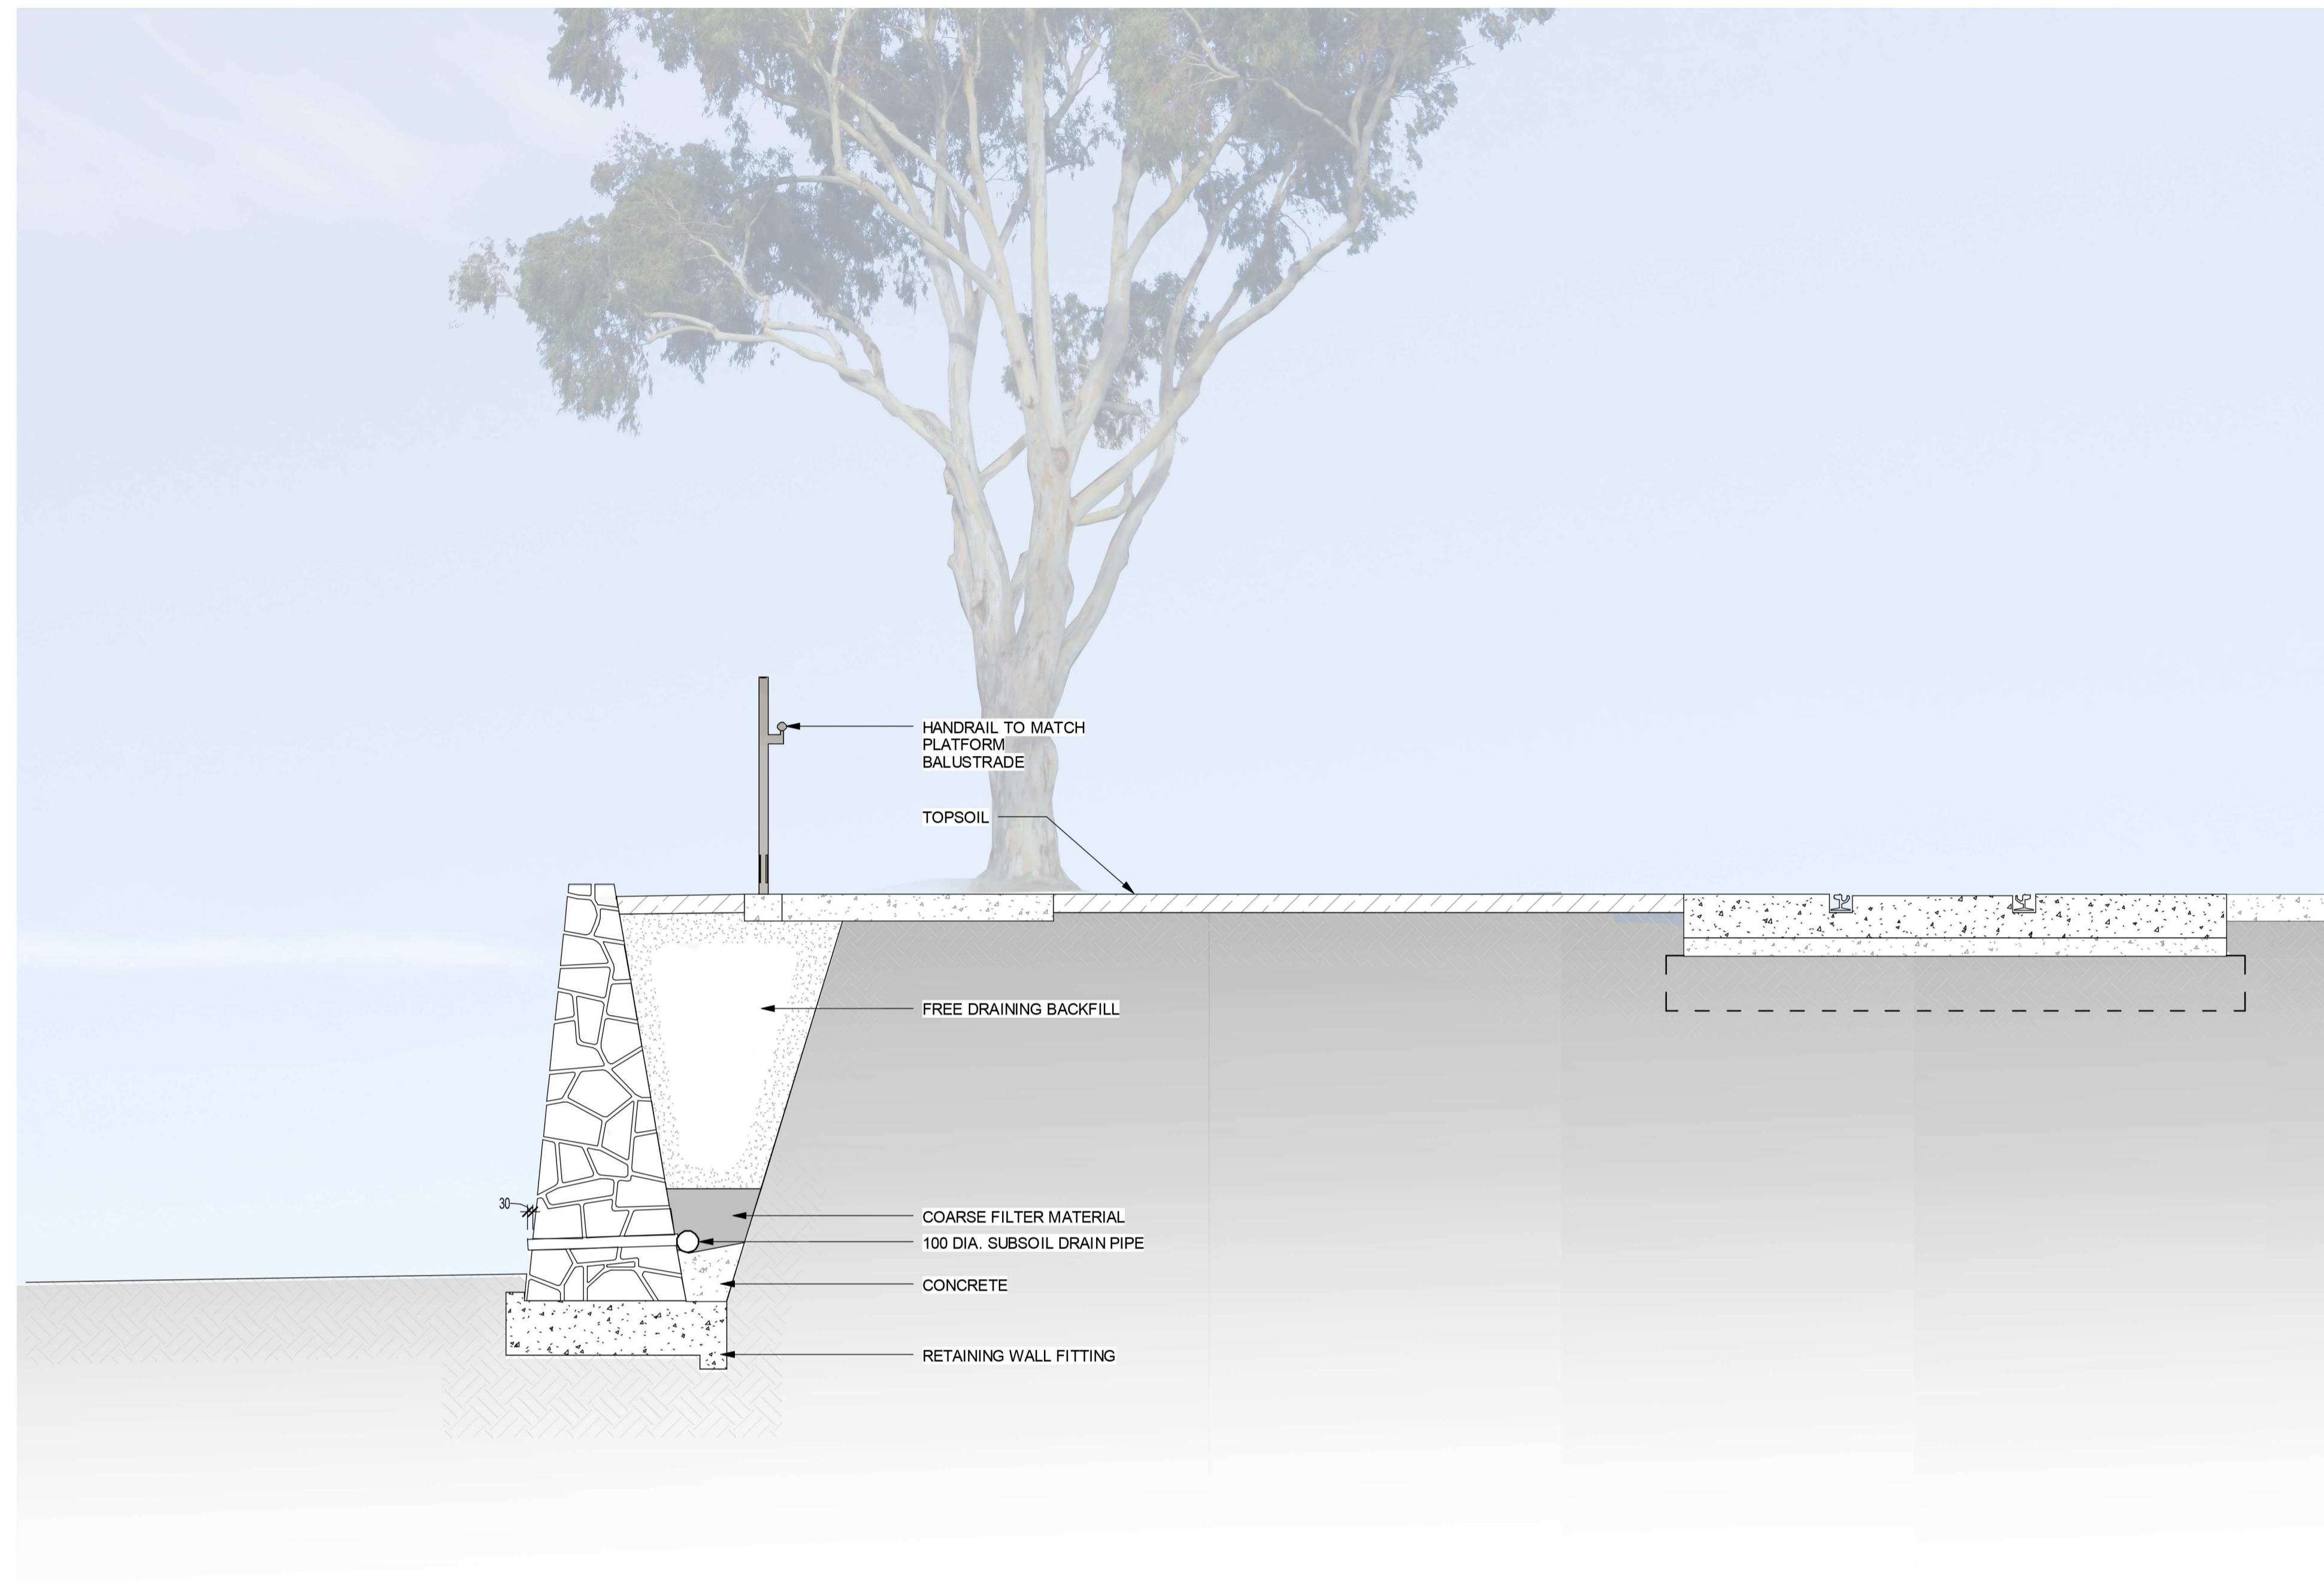 HANDRAIL TO MATCH
PLATFORM
BALUSTRADE
TOPSOIL
FREE DRAINING BACKFILL
30
COARSE FILTER MATERIAL
100 DIA. SUBSOIL DRAIN PIPE
CONCRETE
RETAINING WALL FITTING